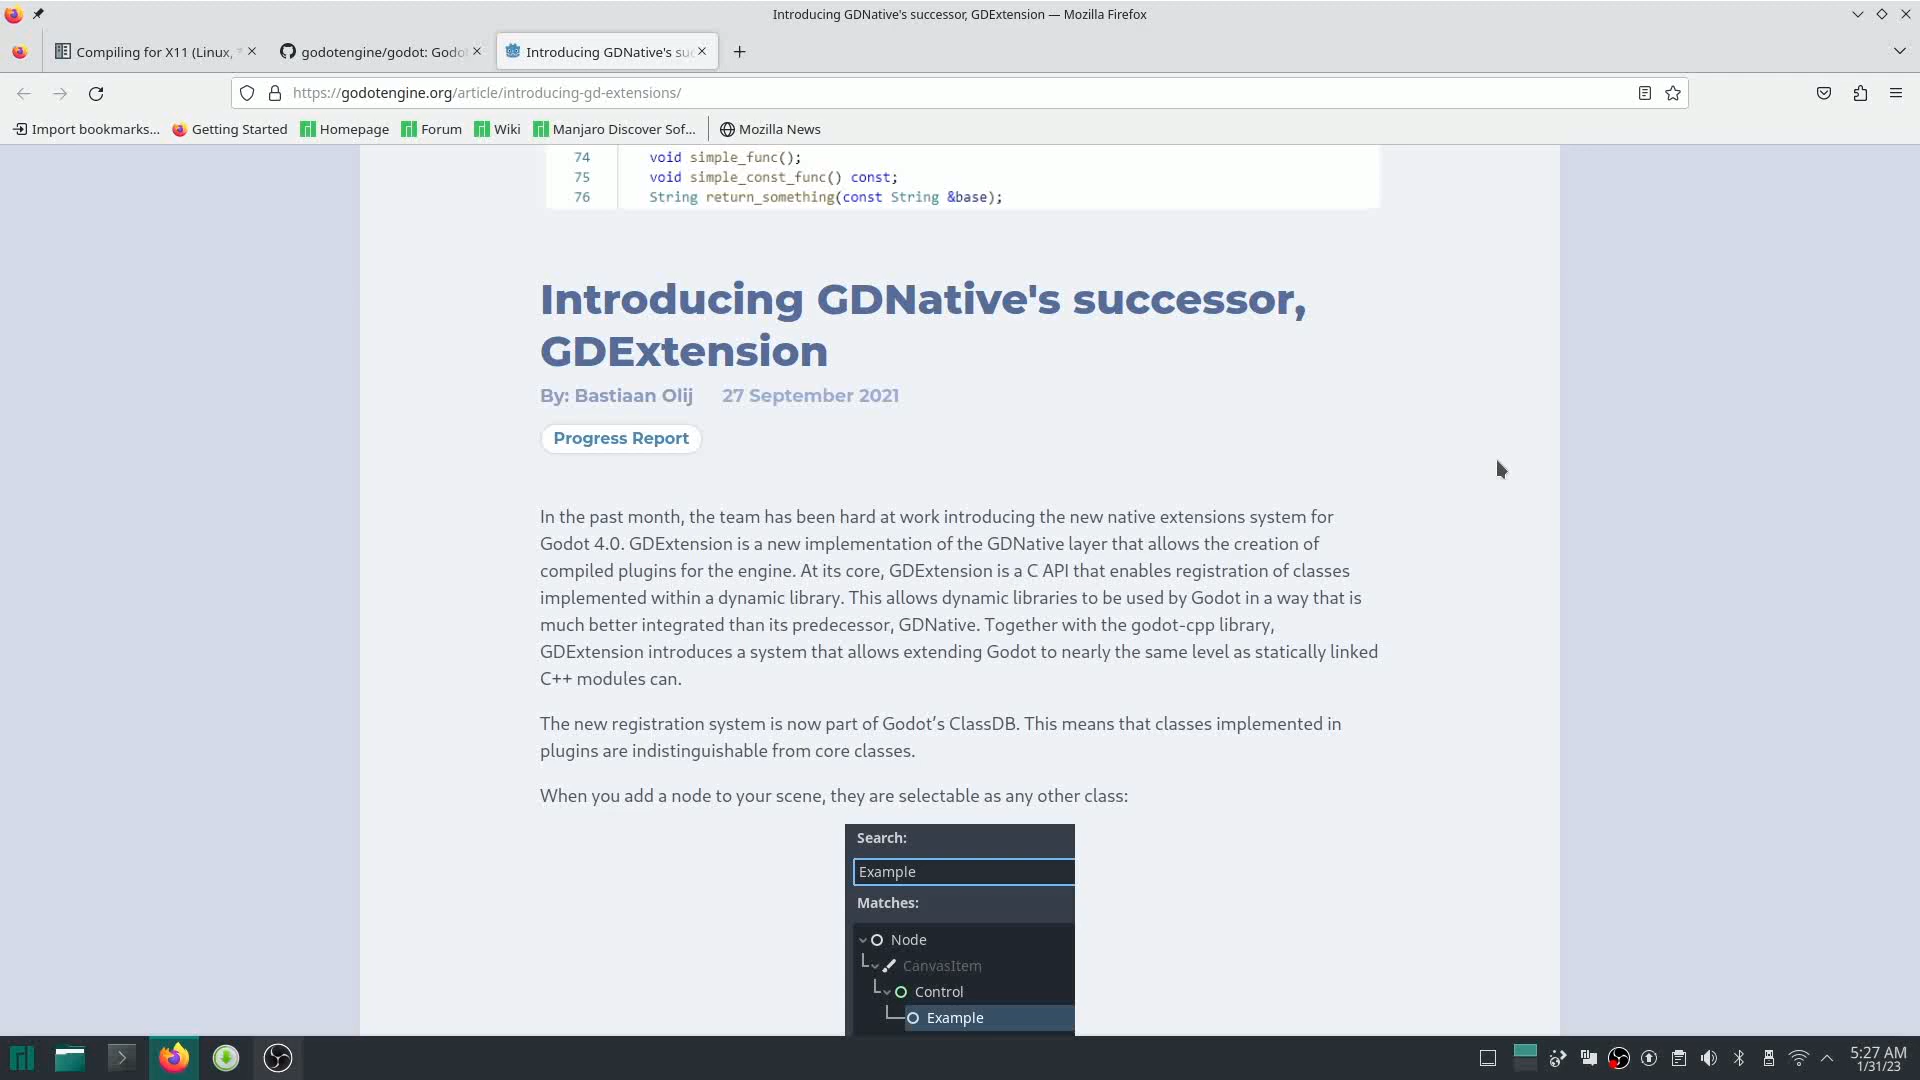 Introducing GDNative's successor, GDExtension — Mozilla Firefox
Compiling for X11 (Linux,
godotengine/godot: Godo
Introducing GDNative's suc
https://godotengine.org/article/introducing-gd-extensions/
Import bookmarks...
Getting Started
Homepage
Forum
Wiki
Manjaro Discover Sof...
Mozilla News
74 void simple_func();
75 void simple_const_func() const;
76 String return_something(const String &base);
Introducing GDNative's successor,
GDExtension
By: Bastiaan Olij 27 September 2021
Progress Report
In the past month, the team has been hard at work introducing the new native extensions system for
Godot 4.0. GDExtension is a new implementation of the GDNative layer that allows the creation of
compiled plugins for the engine. At its core, GDExtension is a C API that enables registration of classes
implemented within a dynamic library. This allows dynamic libraries to be used by Godot in a way that is
much better integrated than its predecessor, GDNative. Together with the godot-cpp library,
GDExtension introduces a system that allows extending Godot to nearly the same level as statically linked
C++ modules can.
The new registration system is now part of Godot’s ClassDB. This means that classes implemented in
plugins are indistinguishable from core classes.
When you add a node to your scene, they are selectable as any other class:
Search:
Example
Matches:
Node
CanvasItem
Control
Example
5:27 AM
1/31/23